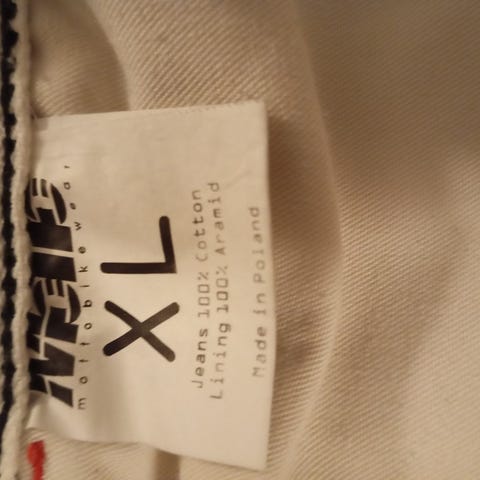 mottobikewear
XL
Jeans 100% Cotton
Lining 100% Aramid
Made in Poland